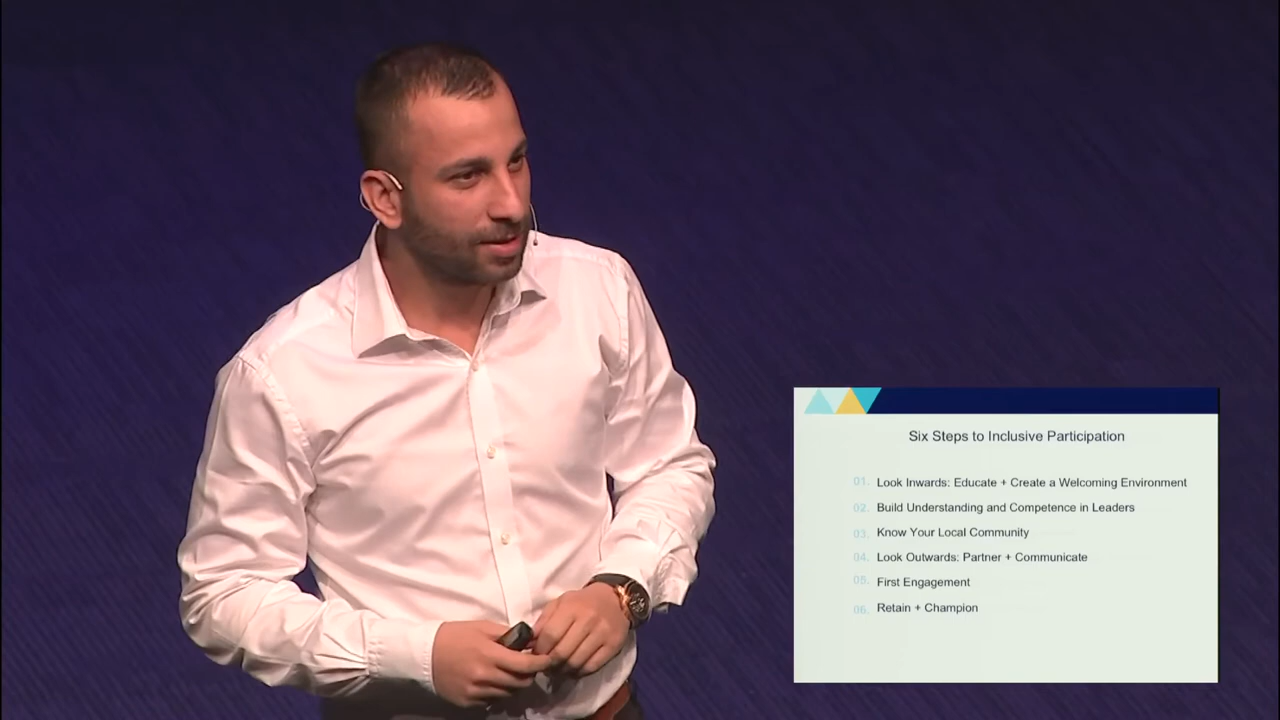 Six Steps to Inclusive Participation
01. Look Inwards: Educate + Create a Welcoming Environment
02. Build Understanding and Competence in Leaders
03. Know Your Local Community
04. Look Outwards: Partner + Communicate
05. First Engagement
06. Retain + Champion